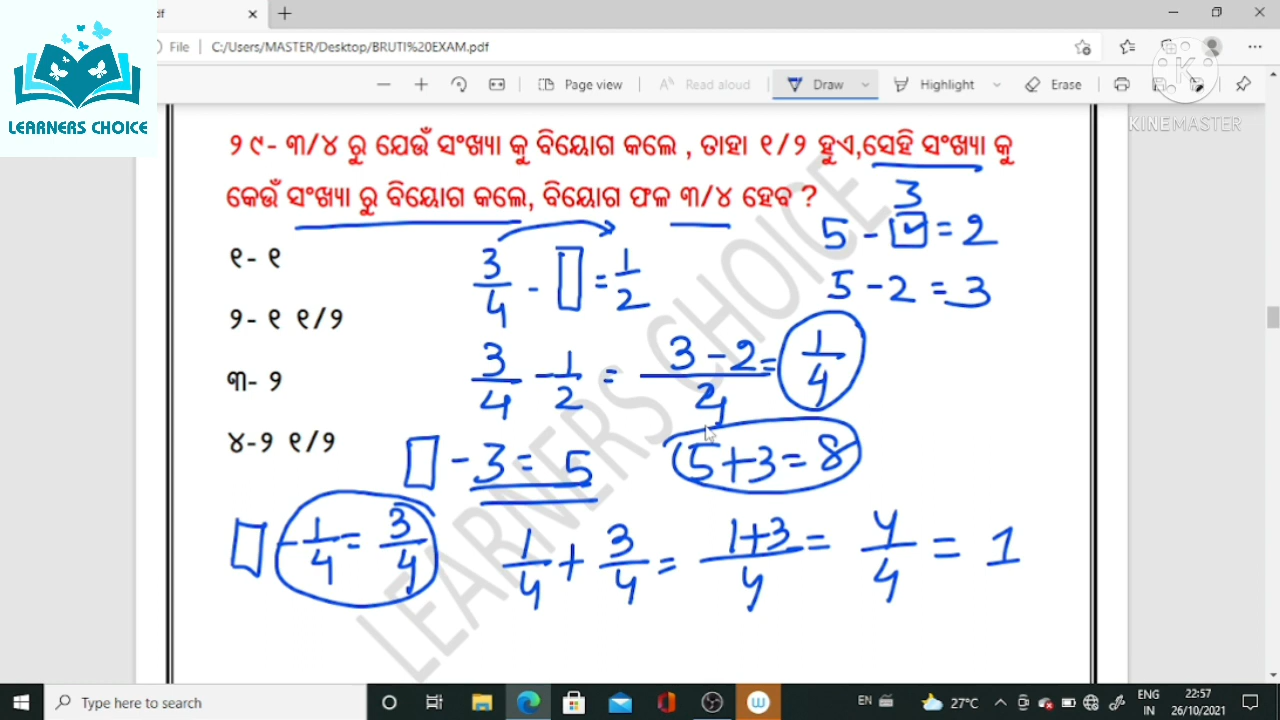 df
File C:/Users/MASTER/Desktop/BRUTI%20EXAM.pdf
Page view Read aloud Draw Highlight Erase
LEARNERS CHOICE
KINEMASTER
୨୯- ୩/୪ ରୁ ଯେଉଁ ସଂଖ୍ୟା କୁ ବିୟୋଗ କଲେ , ତାହା ୧/୨ ହୁଏ,ସେହି ସଂଖ୍ୟା କୁ
କେଉଁ ସଂଖ୍ୟା ରୁ ବିୟୋଗ କଲେ, ବିୟୋଗ ଫଳ ୩/୪ ହେବ ?
୧- ୧
୨- ୧ ୧/୨
୩- ୨
୪-୨ ୧/୨
3
5 - □ = 2
5 - 2 = 3
3/4 - □ = 1/2
3/4 - 1/2 = 3-2/4 = 1/4
□ - 3 = 5
5+3=8
□ - 1/4 = 3/4
1/4 + 3/4 = 1+3/4 = 4/4 = 1
LEARNERS CHOICE
Type here to search
27°C
ENG
IN
22:57
26/10/2021
EN